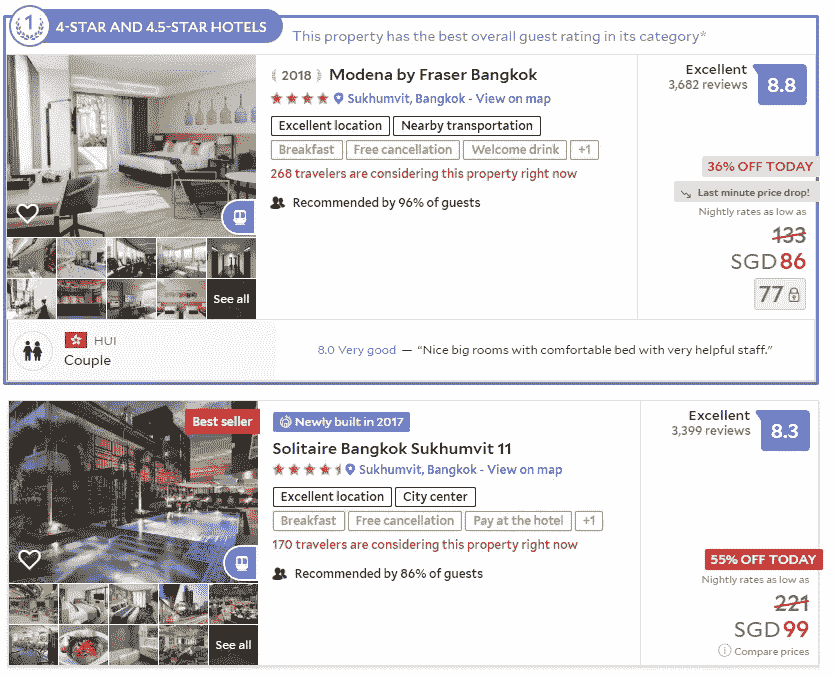 1 4-STAR AND 4.5-STAR HOTELS
This property has the best overall guest rating in its category*
2018 Modena by Fraser Bangkok
Sukhumvit, Bangkok - View on map
Excellent location Nearby transportation
Breakfast Free cancellation Welcome drink +1
268 travelers are considering this property right now
Recommended by 96% of guests
See all
Excellent
3,682 reviews
8.8
36% OFF TODAY
Last minute price drop!
Nightly rates as low as
133
SGD 86
77
HUI
Couple
8.0 Very good — “Nice big rooms with comfortable bed with very helpful staff.”
Best seller
Newly built in 2017
Solitaire Bangkok Sukhumvit 11
Sukhumvit, Bangkok - View on map
Excellent location City center
Breakfast Free cancellation Pay at the hotel +1
170 travelers are considering this property right now
Recommended by 86% of guests
See all
Excellent
3,399 reviews
8.3
55% OFF TODAY
Nightly rates as low as
221
SGD 99
Compare prices